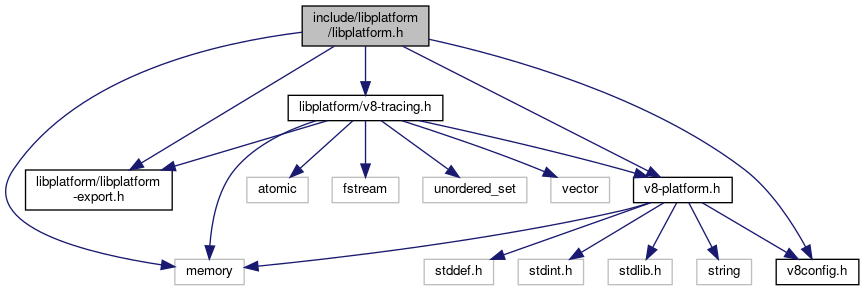 include/libplatform
/libplatform.h
libplatform/v8-tracing.h
libplatform/libplatform
-export.h
atomic
fstream
unordered_set
vector
v8-platform.h
memory
stddef.h
stdint.h
stdlib.h
string
v8config.h